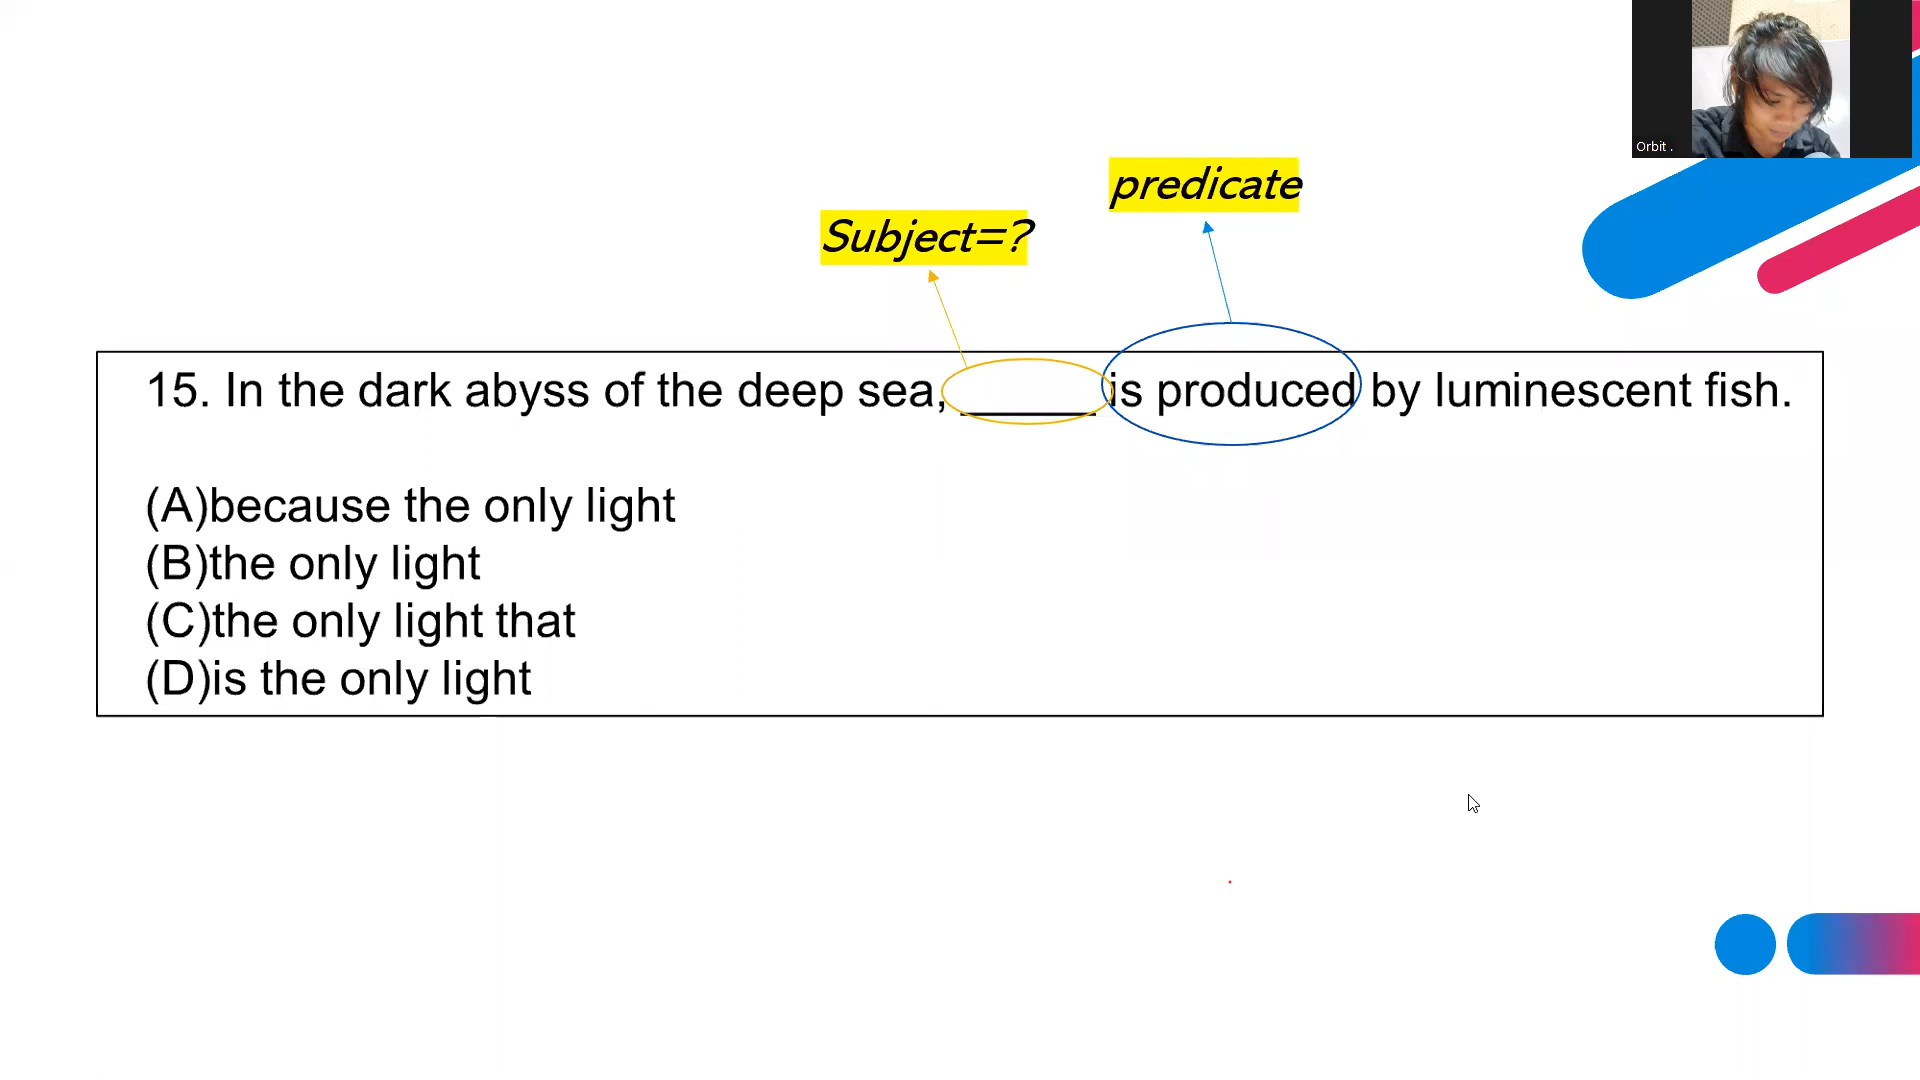 Orbit .
predicate
Subject=?
15. In the dark abyss of the deep sea, ______ is produced by luminescent fish.
(A)because the only light
(B)the only light
(C)the only light that
(D)is the only light